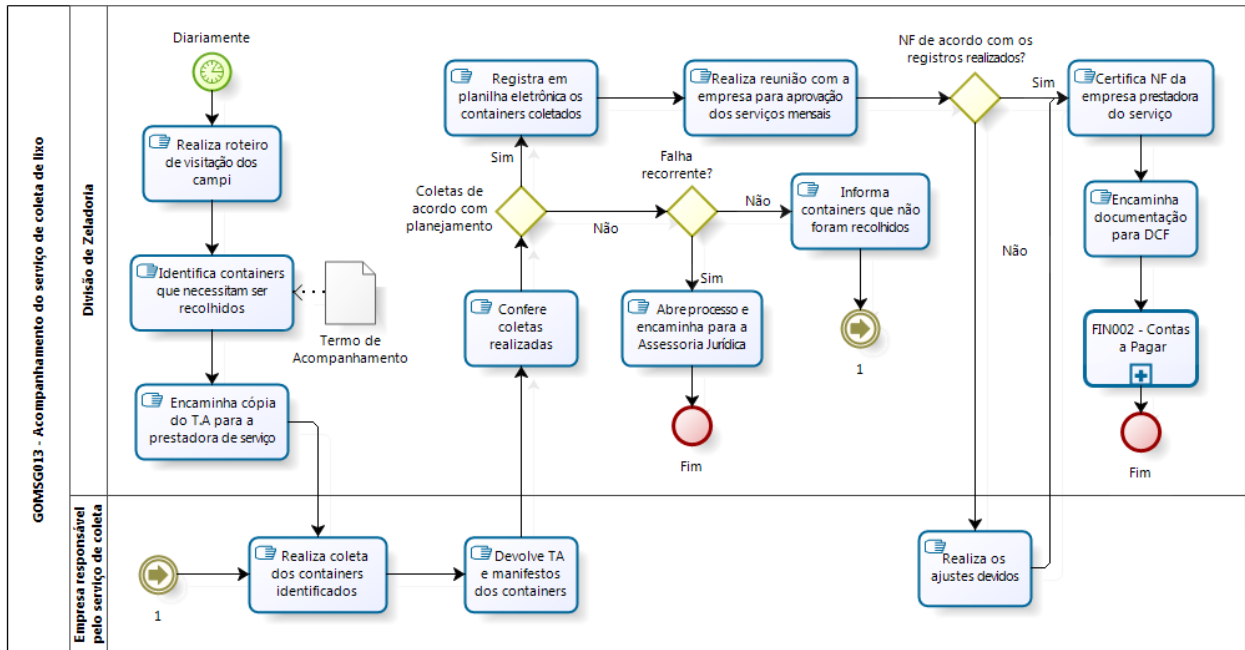 GOMSG013 - Acompanhamento do serviço de coleta de lixo
Divisão de Zeladoria
Diariamente
Realiza roteiro
de visitação dos
campi
Identifica containers
que necessitam ser
recolhidos
Termo de
Acompanhamento
Encaminha cópia
do T.A para a
prestadora de serviço
Registra em
planilha eletrônica os
containers coletados
Sim
Coletas de
acordo com
planejamento
Não
Confere
coletas
realizadas
Realiza reunião com a
empresa para aprovação
dos serviços mensais
Falha
recorrente?
Não
Sim
Informa
containers que não
foram recolhidos
1
Abre processo e
encaminha para a
Assessoria Jurídica
Fim
NF de acordo com os
registros realizados?
Sim
Não
Certifica NF da
empresa prestadora
do serviço
Encaminha
documentação
para DCF
FIN002 - Contas
a Pagar
Fim
Empresa responsável
pelo serviço de coleta
1
Realiza coleta
dos containers
identificados
Devolve TA
e manifestos
dos containers
Realiza os
ajustes devidos